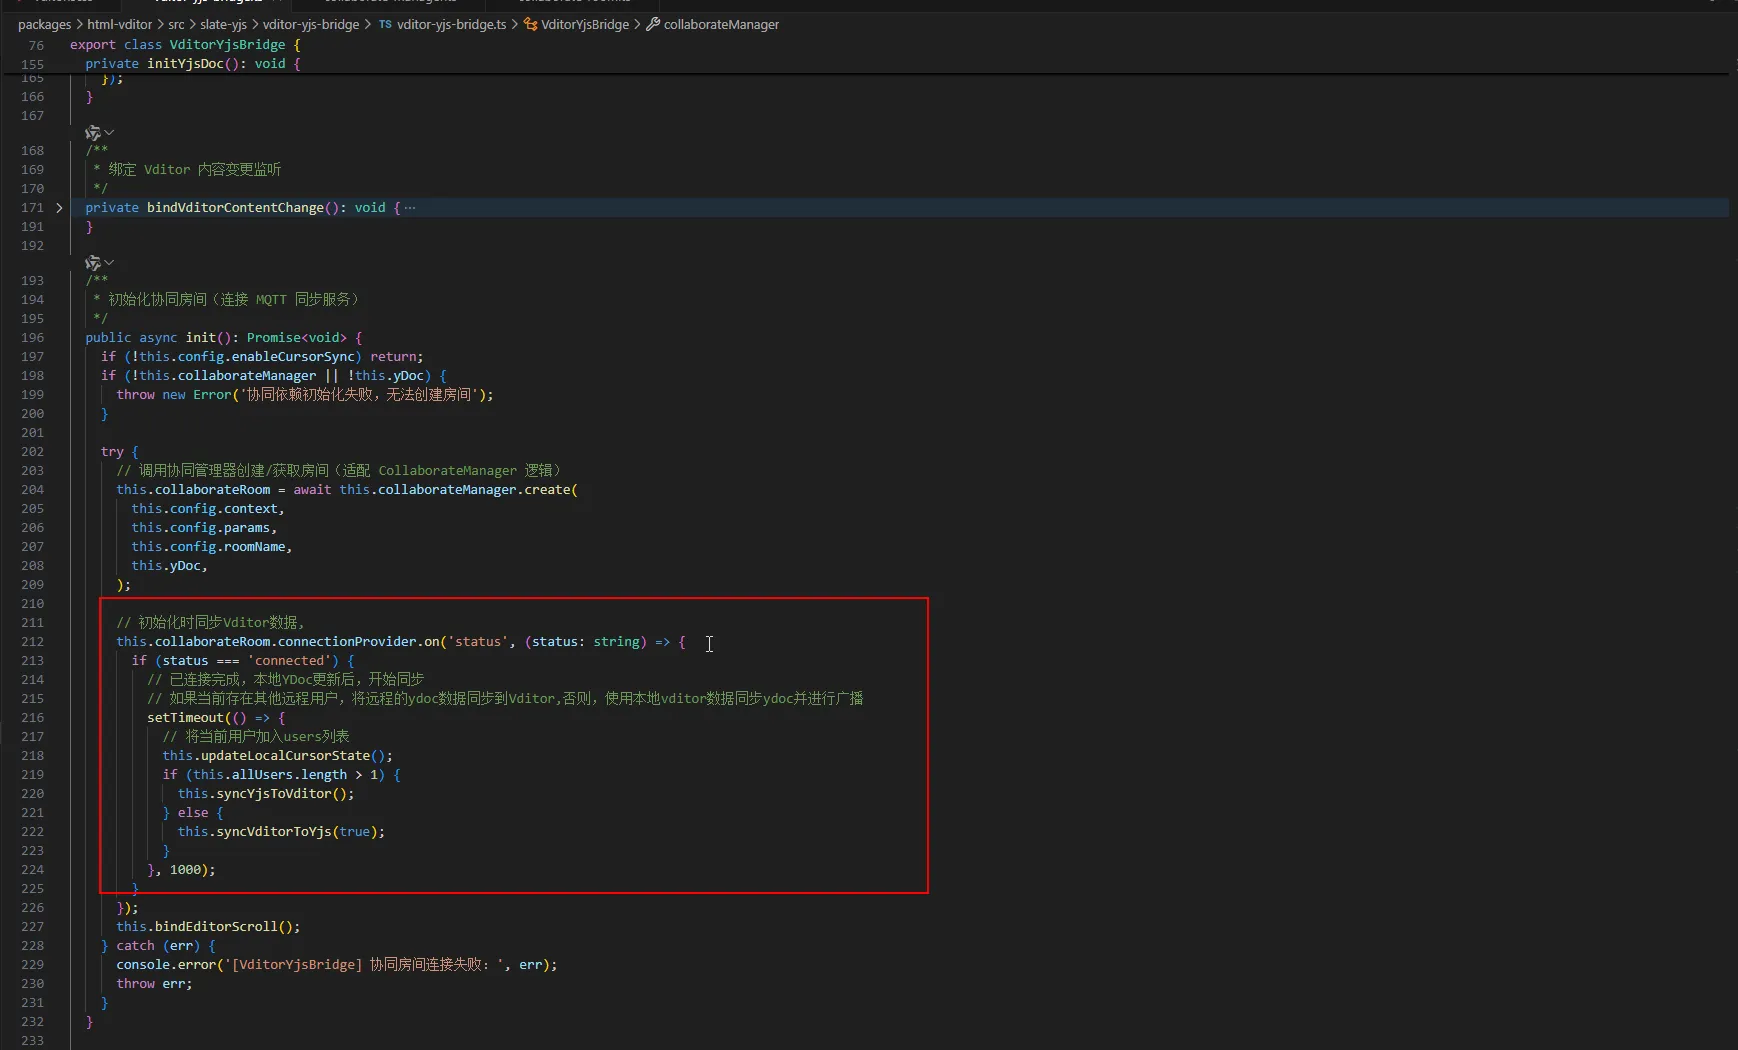 packages > html-vditor > src > slate-yjs > vditor-yjs-bridge > TS vditor-yjs-bridge.ts > VditorYjsBridge > collaborateManager
76 export class VditorYjsBridge {
155 private initYjsDoc(): void {
165 });
166 }
167
168 /**
169 * 绑定 Vditor 内容变更监听
170 */
171 private bindVditorContentChange(): void { ···
191 }
192
193 /**
194 * 初始化协同房间（连接 MQTT 同步服务）
195 */
196 public async init(): Promise<void> {
197 if (!this.config.enableCursorSync) return;
198 if (!this.collaborateManager || !this.yDoc) {
199 throw new Error('协同依赖初始化失败，无法创建房间');
200 }
201
202 try {
203 // 调用协同管理器创建/获取房间（适配 CollaborateManager 逻辑）
204 this.collaborateRoom = await this.collaborateManager.create(
205 this.config.context,
206 this.config.params,
207 this.config.roomName,
208 this.yDoc,
209 );
210
211 // 初始化时同步Vditor数据,
212 this.collaborateRoom.connectionProvider.on('status', (status: string) => {
213 if (status === 'connected') {
214 // 已连接完成，本地YDoc更新后，开始同步
215 // 如果当前存在其他远程用户，将远程的ydoc数据同步到Vditor,否则，使用本地vditor数据同步ydoc并进行广播
216 setTimeout(() => {
217 // 将当前用户加入users列表
218 this.updateLocalCursorState();
219 if (this.allUsers.length > 1) {
220 this.syncYjsToVditor();
221 } else {
222 this.syncVditorToYjs(true);
223 }
224 }, 1000);
225 }
226 });
227 this.bindEditorScroll();
228 } catch (err) {
229 console.error('[VditorYjsBridge] 协同房间连接失败：', err);
230 throw err;
231 }
232 }
233